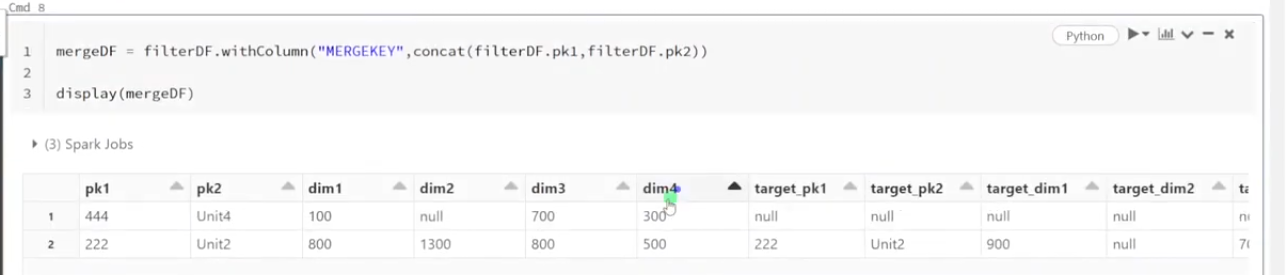 Cmd 8
Python
1 mergeDF = filterDF.withColumn("MERGEKEY",concat(filterDF.pk1,filterDF.pk2))
2
3 display(mergeDF)
(3) Spark Jobs
pk1 pk2 dim1 dim2 dim3 dim4 target_pk1 target_pk2 target_dim1 target_dim2 ta
1 444 Unit4 100 null 700 300 null null null null
2 222 Unit2 800 1300 800 500 222 Unit2 900 null